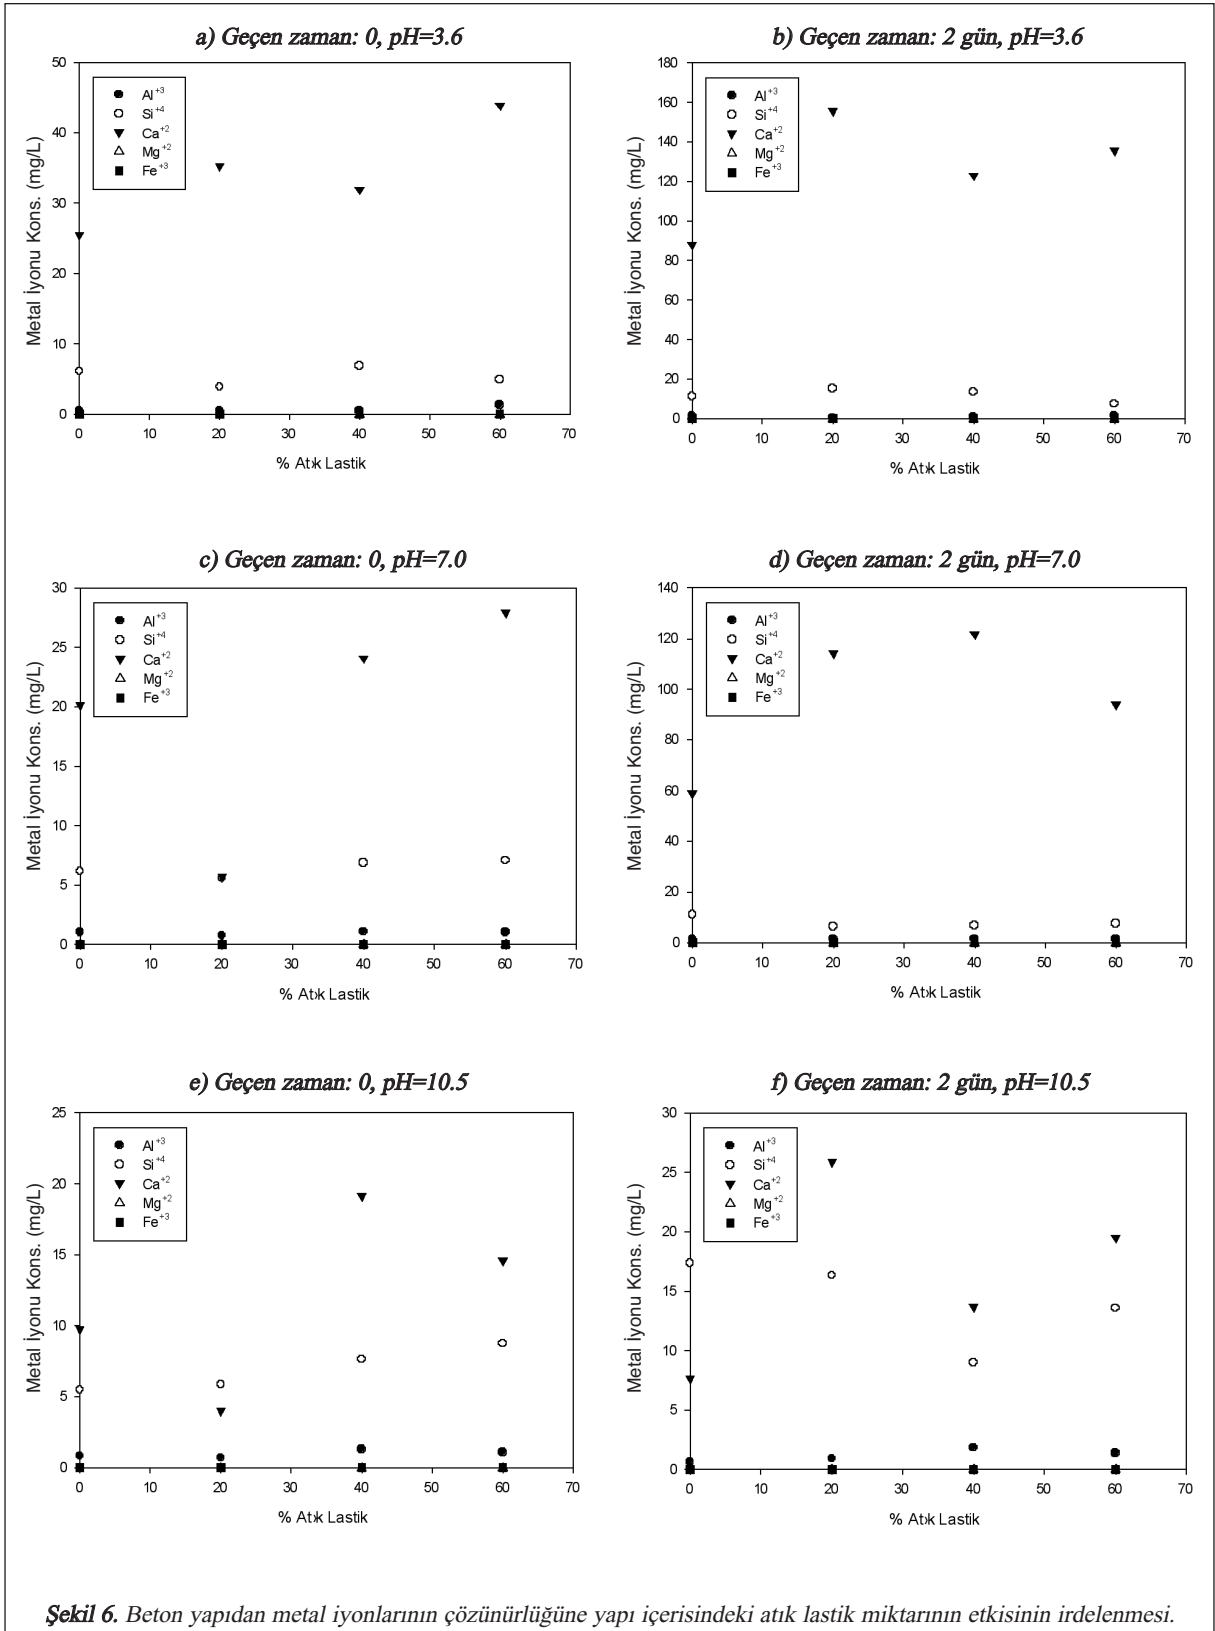 a) Geçen zaman: 0, pH=3.6
50
40
30
20
10
0
Metal İyonu Kons. (mg/L)
Al+3
Si+4
Ca+2
Mg+2
Fe+3
0 10 20 30 40 50 60 70
% Atık Lastik
b) Geçen zaman: 2 gün, pH=3.6
180
160
140
120
100
80
60
40
20
0
Metal İyonu Kons. (mg/L)
Al+3
Si+4
Ca+2
Mg+2
Fe+3
0 10 20 30 40 50 60 70
% Atık Lastik
c) Geçen zaman: 0, pH=7.0
30
25
20
15
10
5
0
Metal İyonu Kons. (mg/L)
Al+3
Si+4
Ca+2
Mg+2
Fe+3
0 10 20 30 40 50 60 70
% Atık Lastik
d) Geçen zaman: 2 gün, pH=7.0
140
120
100
80
60
40
20
0
Metal İyonu Kons. (mg/L)
Al+3
Si+4
Ca+2
Mg+2
Fe+3
0 10 20 30 40 50 60 70
% Atık Lastik
e) Geçen zaman: 0, pH=10.5
25
20
15
10
5
0
Metal İyonu Kons. (mg/L)
Al+3
Si+4
Ca+2
Mg+2
Fe+3
0 10 20 30 40 50 60 70
% Atık Lastik
f) Geçen zaman: 2 gün, pH=10.5
30
25
20
15
10
5
0
Metal İyonu Kons. (mg/L)
Al+3
Si+4
Ca+2
Mg+2
Fe+3
0 10 20 30 40 50 60 70
% Atık Lastik
Şekil 6. Beton yapıdan metal iyonlarının çözünürlüğüne yapı içerisindeki atık lastik miktarının etkisinin irdelenmesi.